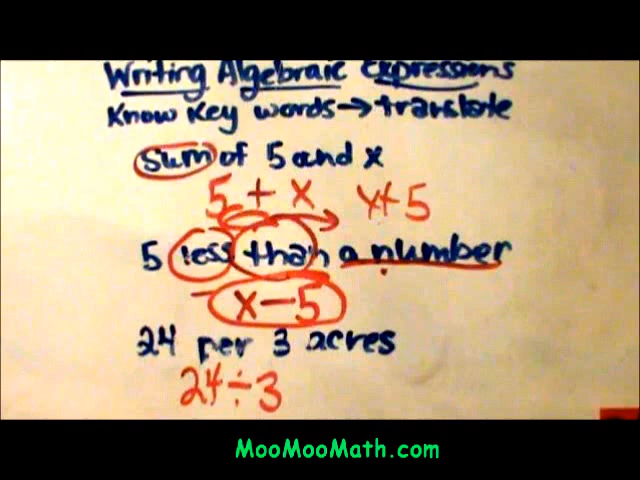 Writing Algebraic Expressions
Know Key words → translate
Sum of 5 and x
5 + x x+5
5 less than a number
x - 5
24 per 3 acres
24 ÷ 3
MooMooMath.com